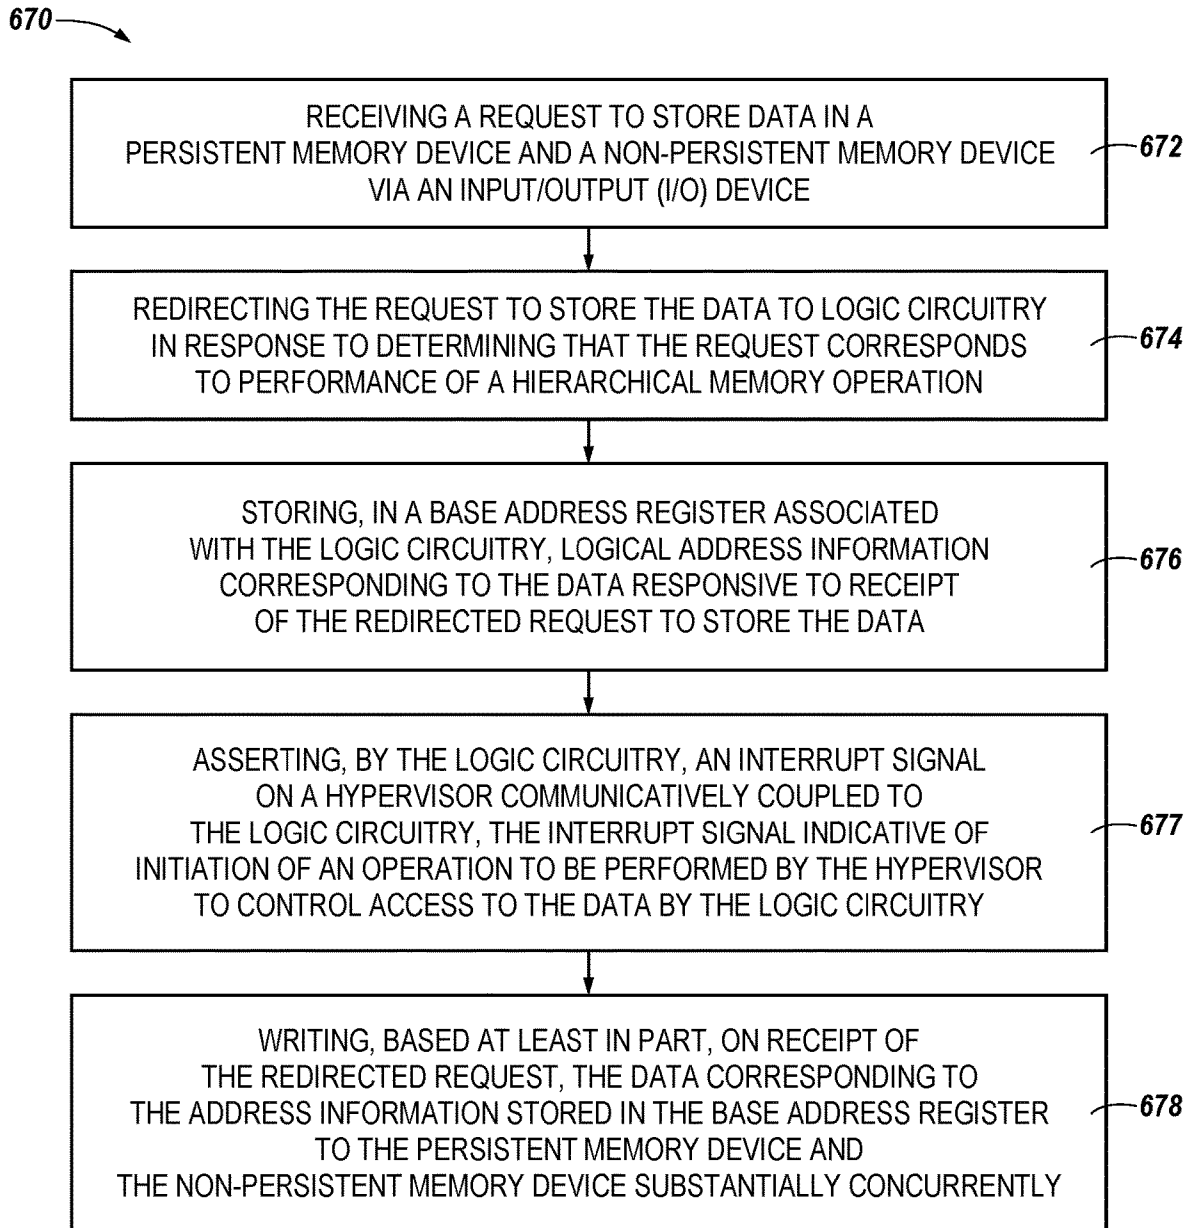 670
RECEIVING A REQUEST TO STORE DATA IN A
PERSISTENT MEMORY DEVICE AND A NON-PERSISTENT MEMORY DEVICE
VIA AN INPUT/OUTPUT (I/O) DEVICE
672
REDIRECTING THE REQUEST TO STORE THE DATA TO LOGIC CIRCUITRY
IN RESPONSE TO DETERMINING THAT THE REQUEST CORRESPONDS
TO PERFORMANCE OF A HIERARCHICAL MEMORY OPERATION
674
STORING, IN A BASE ADDRESS REGISTER ASSOCIATED
WITH THE LOGIC CIRCUITRY, LOGICAL ADDRESS INFORMATION
CORRESPONDING TO THE DATA RESPONSIVE TO RECEIPT
OF THE REDIRECTED REQUEST TO STORE THE DATA
676
ASSERTING, BY THE LOGIC CIRCUITRY, AN INTERRUPT SIGNAL
ON A HYPERVISOR COMMUNICATIVELY COUPLED TO
THE LOGIC CIRCUITRY, THE INTERRUPT SIGNAL INDICATIVE OF
INITIATION OF AN OPERATION TO BE PERFORMED BY THE HYPERVISOR
TO CONTROL ACCESS TO THE DATA BY THE LOGIC CIRCUITRY
677
WRITING, BASED AT LEAST IN PART, ON RECEIPT OF
THE REDIRECTED REQUEST, THE DATA CORRESPONDING TO
THE ADDRESS INFORMATION STORED IN THE BASE ADDRESS REGISTER
TO THE PERSISTENT MEMORY DEVICE AND
THE NON-PERSISTENT MEMORY DEVICE SUBSTANTIALLY CONCURRENTLY
678